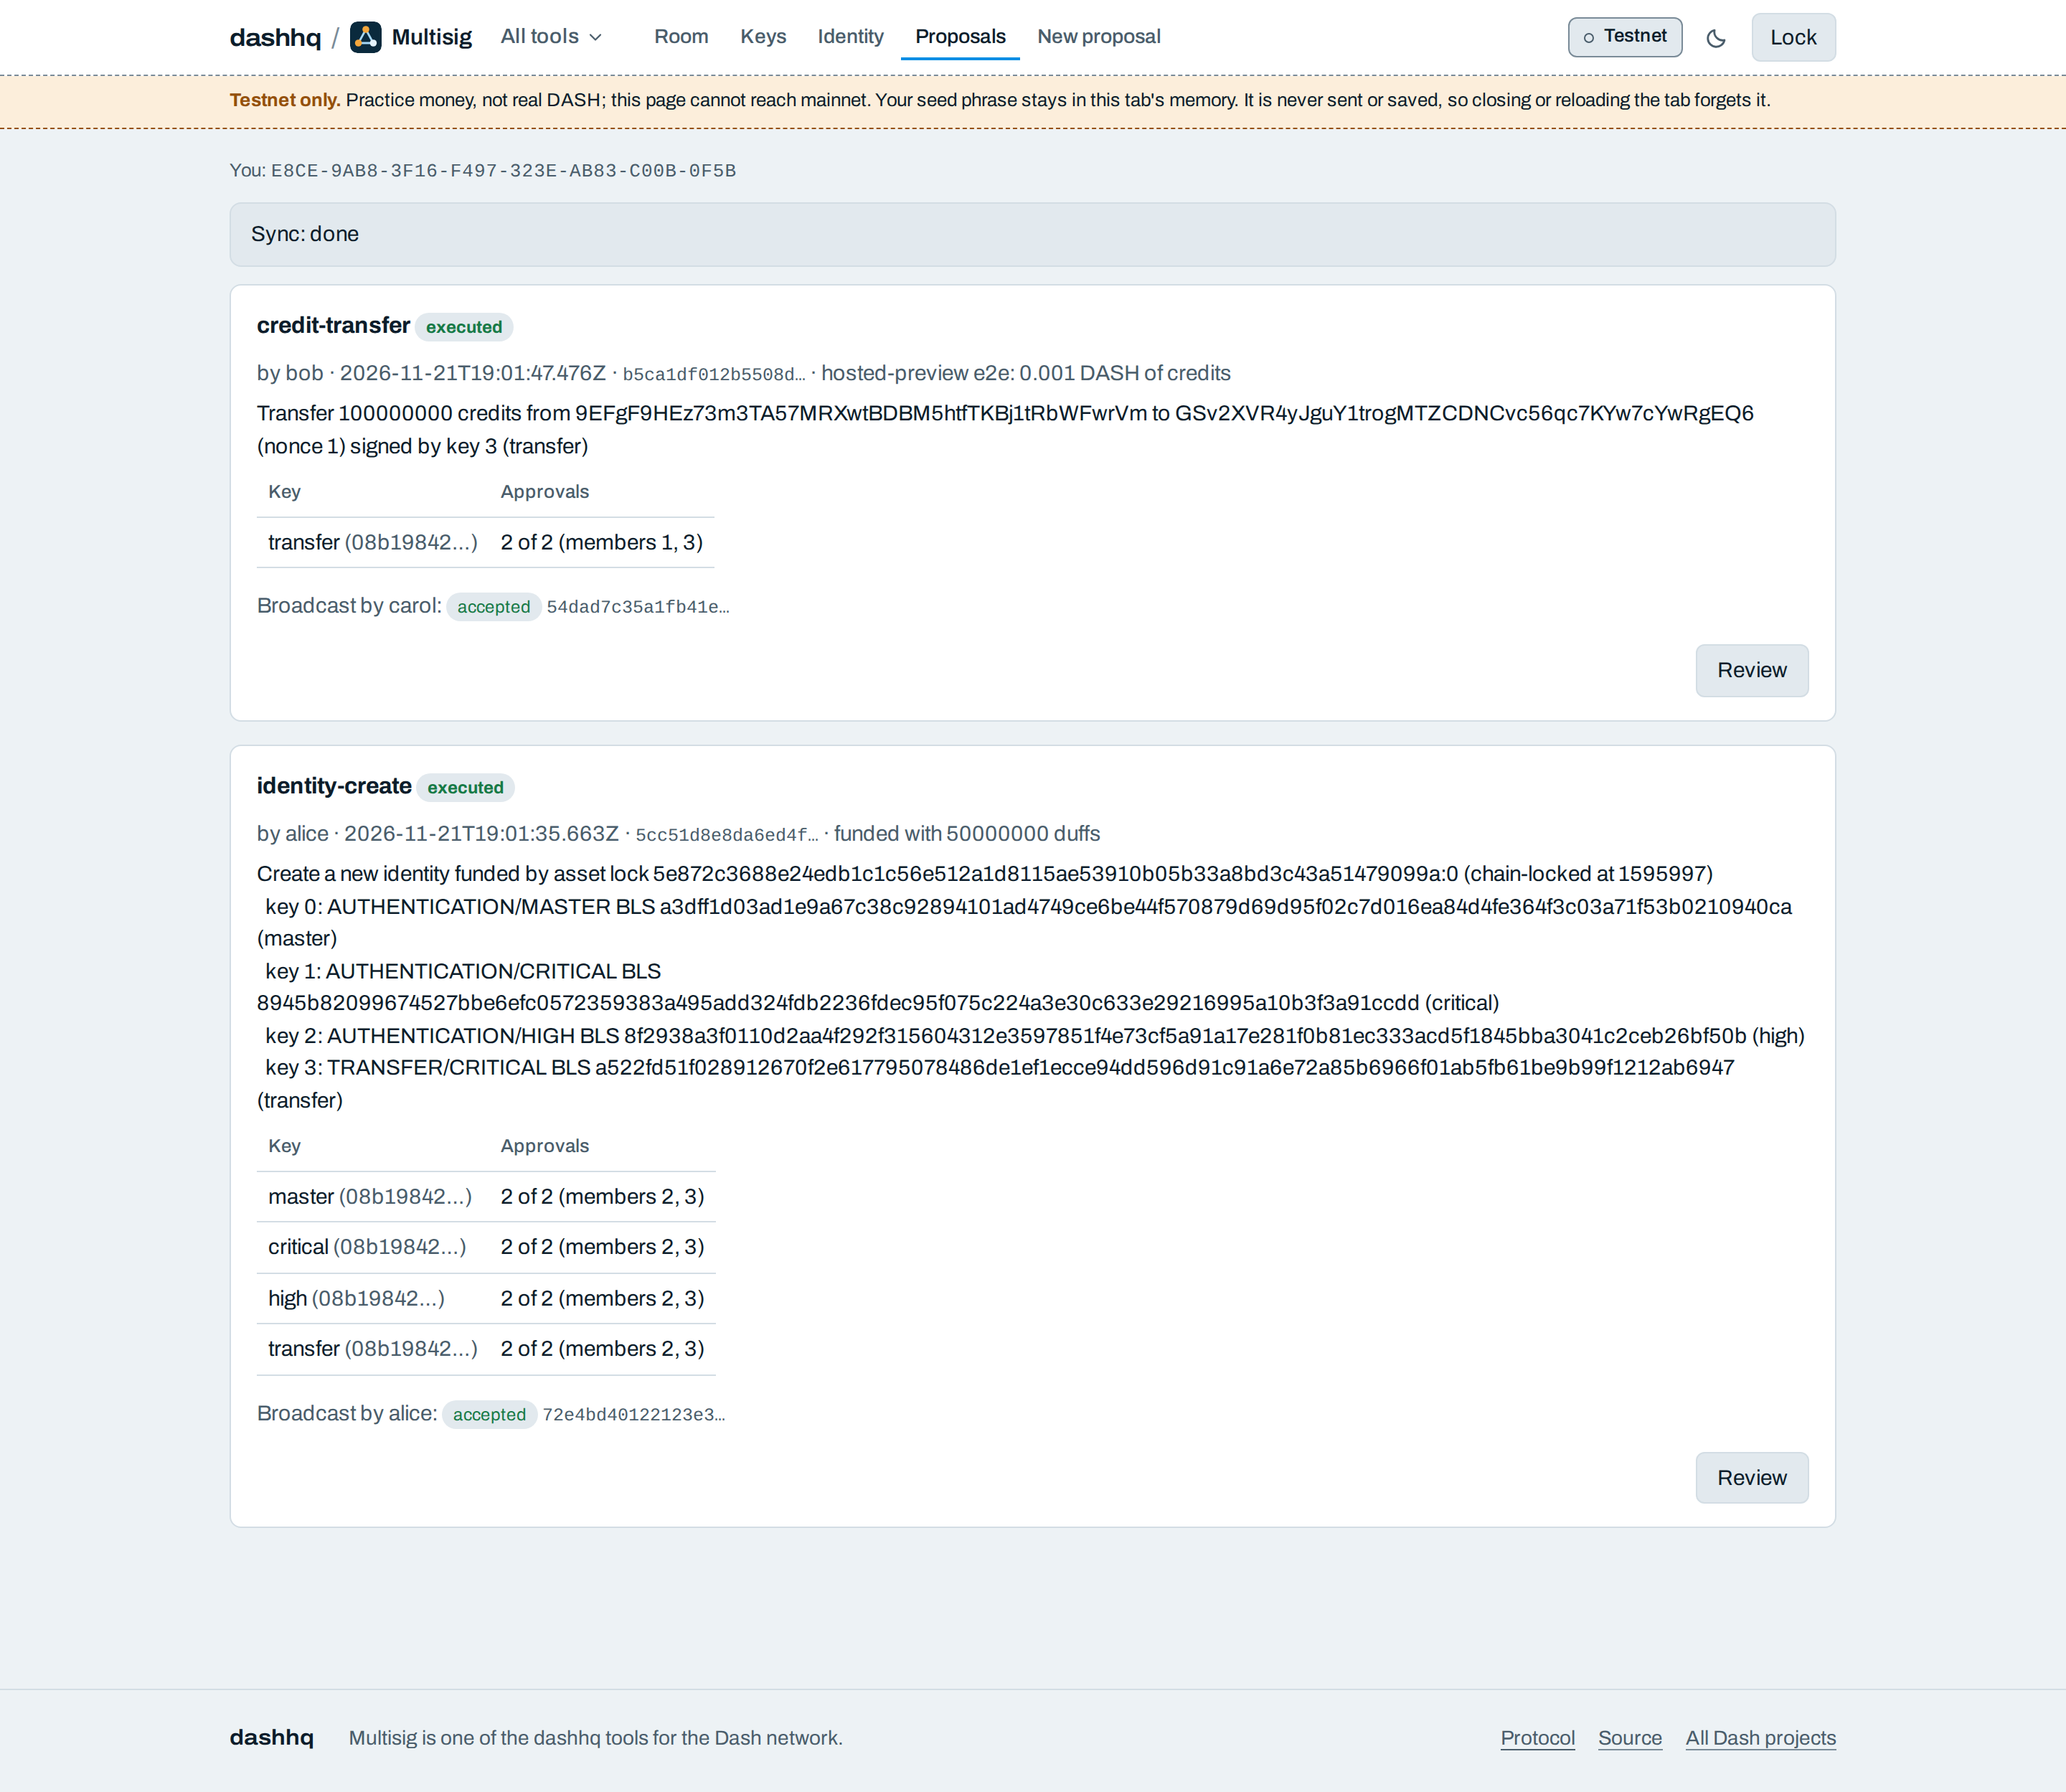 dashhq / Multisig All tools Room Keys Identity Proposals New proposal Testnet Lock
Testnet only. Practice money, not real DASH; this page cannot reach mainnet. Your seed phrase stays in this tab's memory. It is never sent or saved, so closing or reloading the tab forgets it.
You: E8CE-9AB8-3F16-F497-323E-AB83-C00B-0F5B
Sync: done
credit-transfer executed
by bob · 2026-11-21T19:01:47.476Z · b5ca1df012b5508d… · hosted-preview e2e: 0.001 DASH of credits
Transfer 100000000 credits from 9EFgF9HEz73m3TA57MRXwtBDBM5htfTKBj1tRbWFwrVm to GSv2XVR4yJguY1trogMTZCDNCvc56qc7KYw7cYwRgEQ6
(nonce 1) signed by key 3 (transfer)
Key Approvals
transfer (08b19842…) 2 of 2 (members 1, 3)
Broadcast by carol: accepted 54dad7c35a1fb41e…
Review
identity-create executed
by alice · 2026-11-21T19:01:35.663Z · 5cc51d8e8da6ed4f… · funded with 50000000 duffs
Create a new identity funded by asset lock 5e872c3688e24edb1c1c56e512a1d8115ae53910b05b33a8bd3c43a51479099a:0 (chain-locked at 1595997)
key 0: AUTHENTICATION/MASTER BLS a3dff1d03ad1e9a67c38c92894101ad4749ce6be44f570879d69d95f02c7d016ea84d4fe364f3c03a71f53b0210940ca
(master)
key 1: AUTHENTICATION/CRITICAL BLS
8945b82099674527bbe6efc0572359383a495add324fdb2236fdec95f075c224a3e30c633e29216995a10b3f3a91ccdd (critical)
key 2: AUTHENTICATION/HIGH BLS 8f2938a3f0110d2aa4f292f315604312e3597851f4e73cf5a91a17e281f0b81ec333acd5f1845bba3041c2ceb26bf50b (high)
key 3: TRANSFER/CRITICAL BLS a522fd51f028912670f2e617795078486de1ef1ecce94dd596d91c91a6e72a85b6966f01ab5fb61be9b99f1212ab6947
(transfer)
Key Approvals
master (08b19842…) 2 of 2 (members 2, 3)
critical (08b19842…) 2 of 2 (members 2, 3)
high (08b19842…) 2 of 2 (members 2, 3)
transfer (08b19842…) 2 of 2 (members 2, 3)
Broadcast by alice: accepted 72e4bd40122123e3…
Review
dashhq Multisig is one of the dashhq tools for the Dash network. Protocol Source All Dash projects